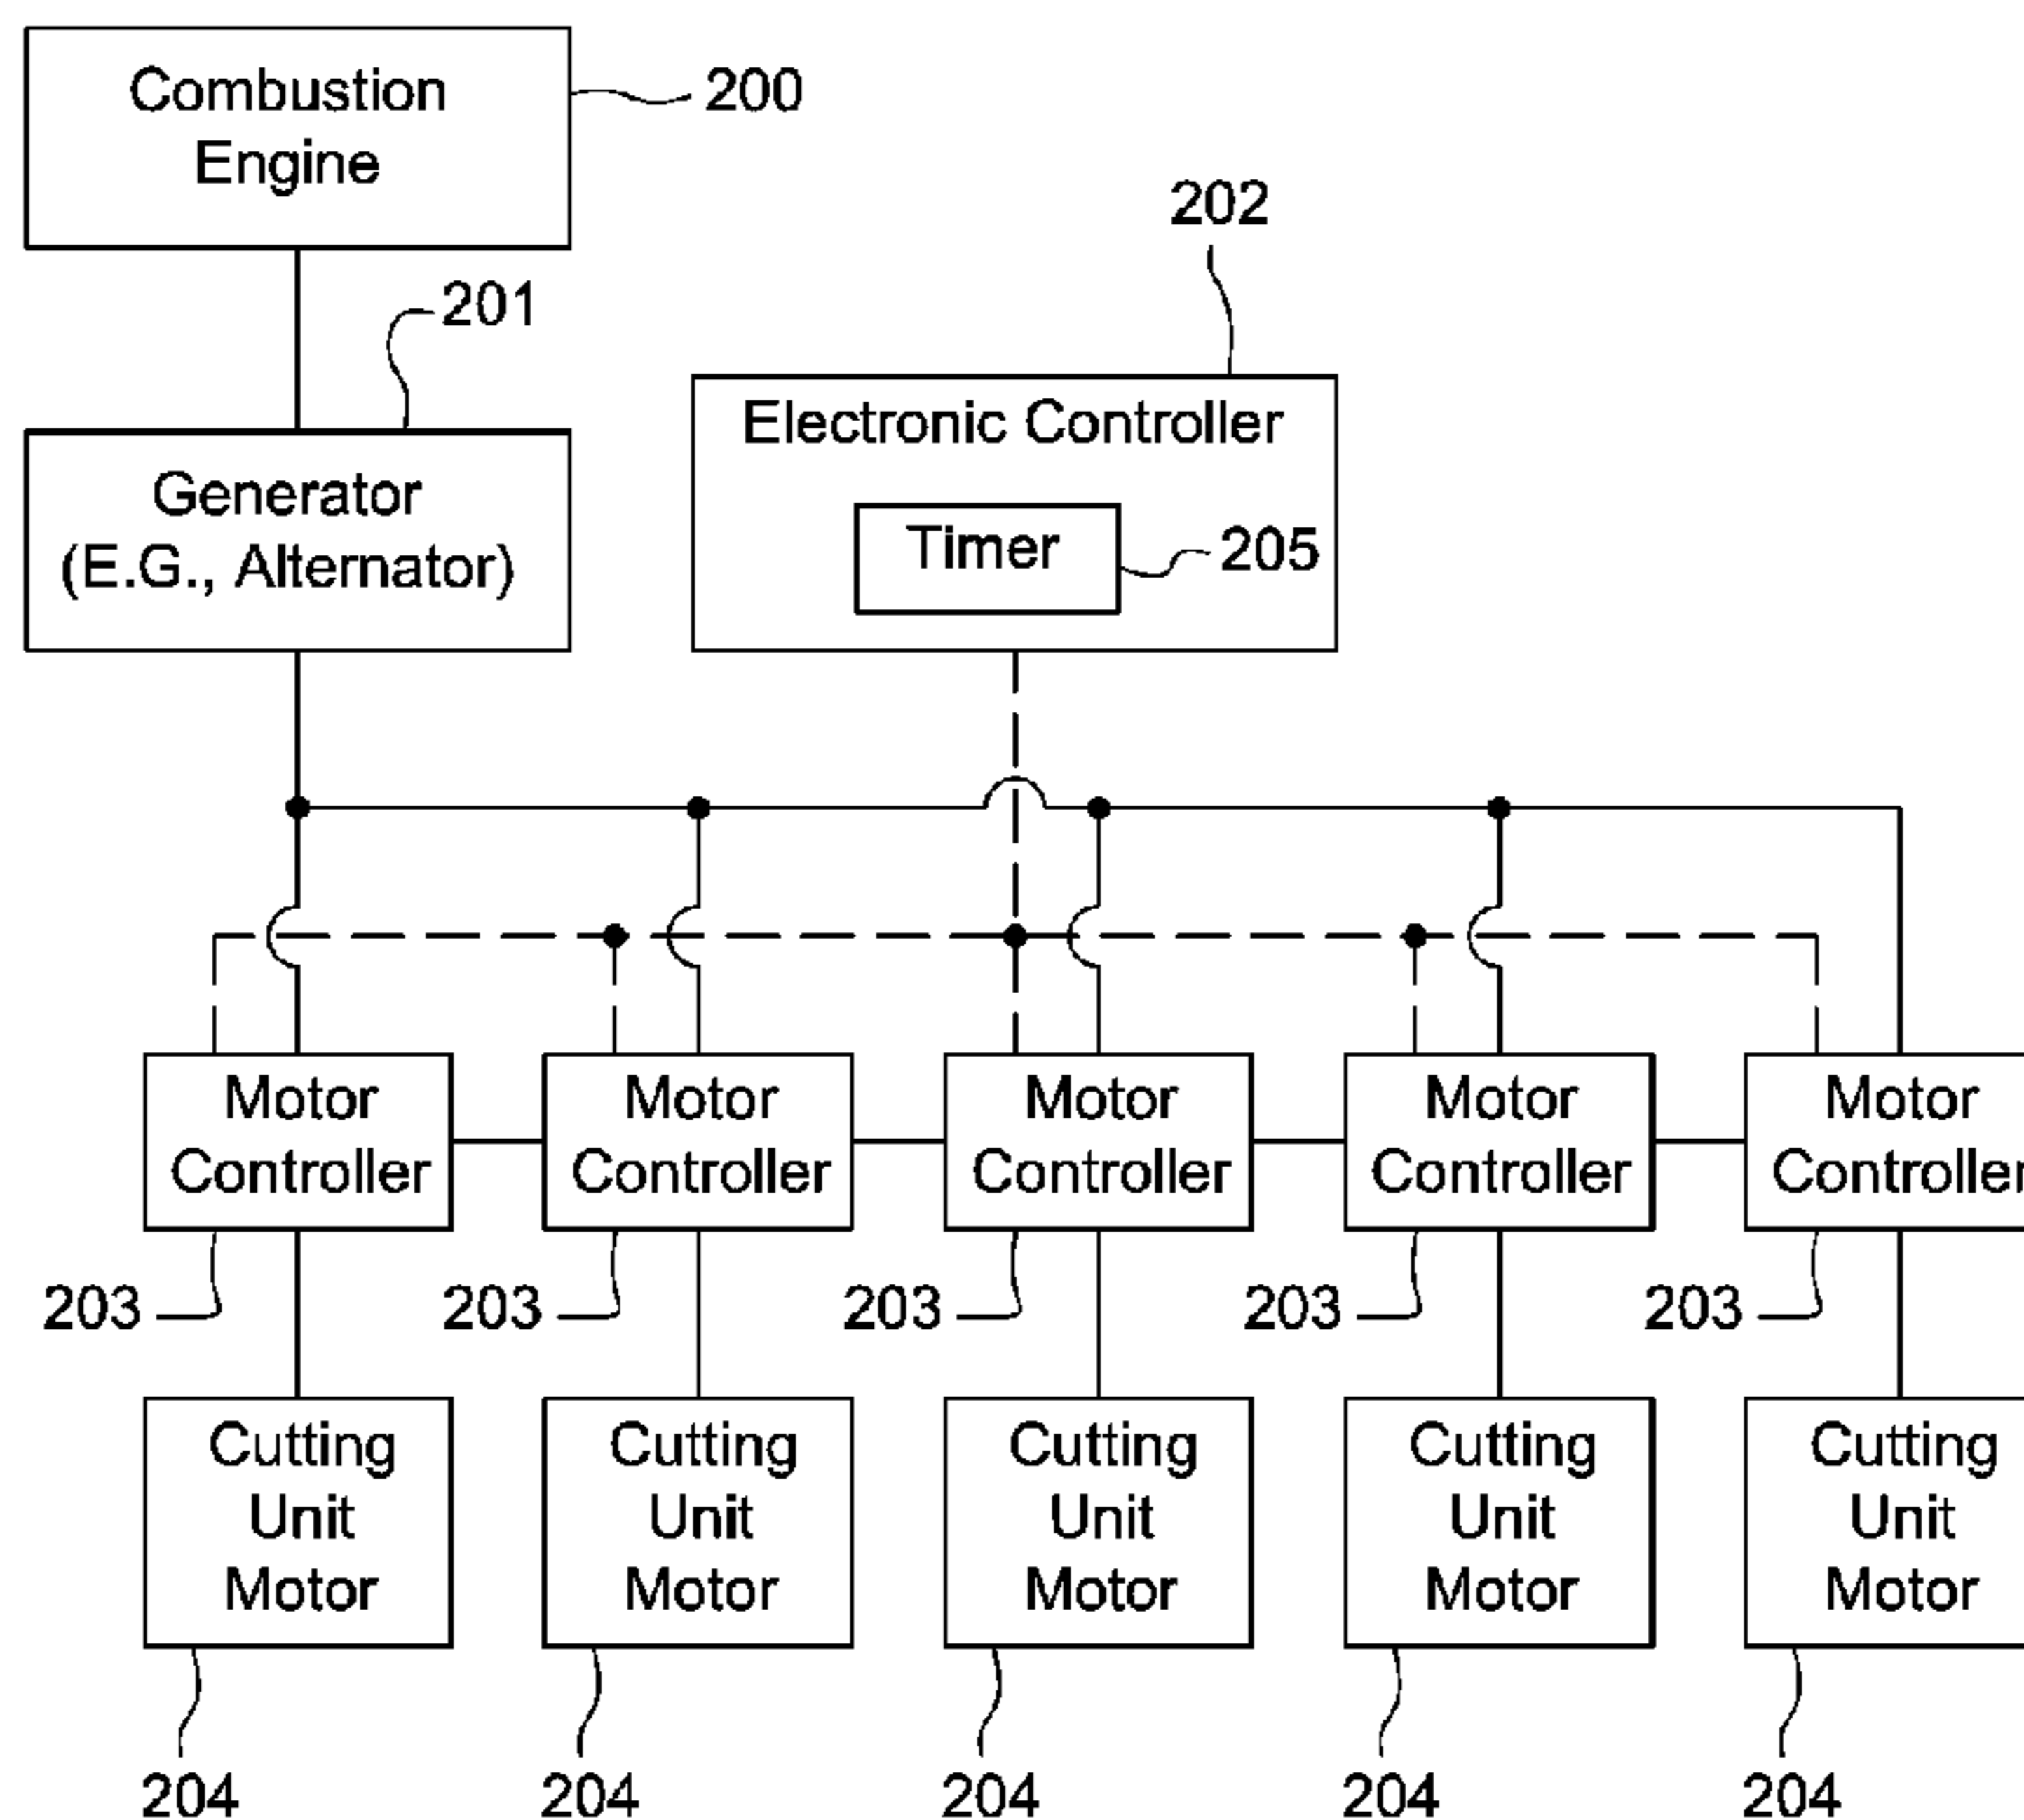 Combustion
Engine
200
202
201
Electronic Controller
Generator
(E.G., Alternator)
Timer
205
Motor
Controller
Motor
Controller
Motor
Controller
Motor
Controller
Motor
Controller
203
203
203
203
203
Cutting
Unit
Motor
Cutting
Unit
Motor
Cutting
Unit
Motor
Cutting
Unit
Motor
Cutting
Unit
Motor
204
204
204
204
204